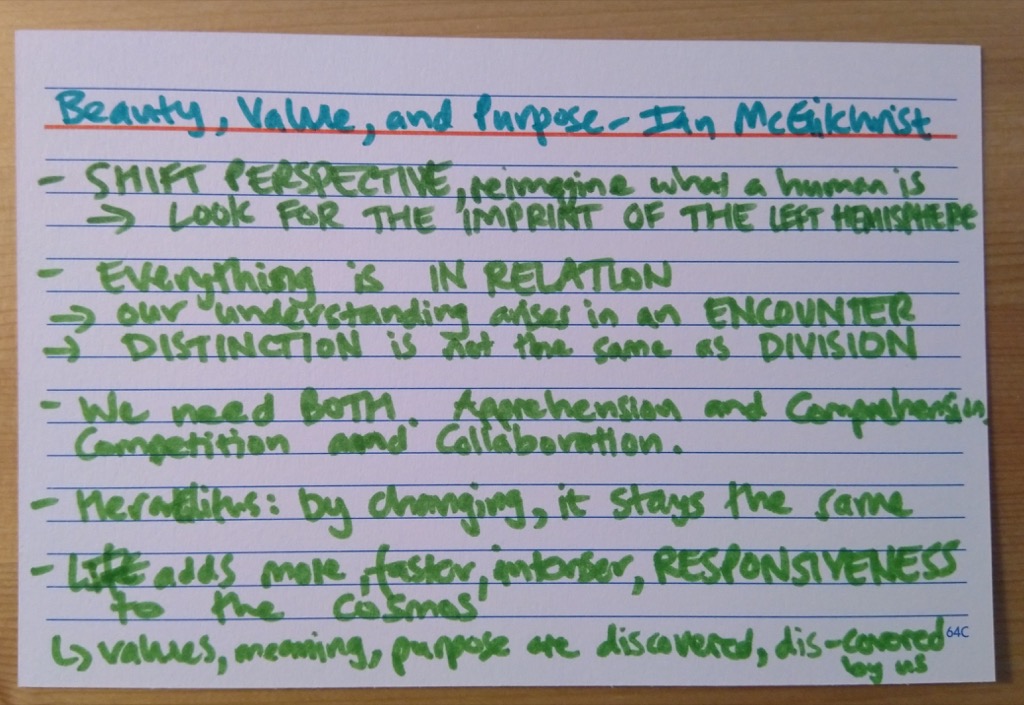 Beauty, Value, and Purpose - Ian McGilchrist
- SHIFT PERSPECTIVE, reimagine what a human is
→ LOOK FOR THE IMPRINT OF THE LEFT HEMISPHERE
- Everything is IN RELATION
→ our understanding arises in an ENCOUNTER
→ DISTINCTION is not the same as DIVISION
- We need BOTH. Apprehension and Comprehension,
Competition and Collaboration.
- Heraclitus: by changing, it stays the same
- Life adds more, faster, intenser, RESPONSIVENESS
to the cosmos
↳ values, meaning, purpose are discovered, dis-covered
by us
64C